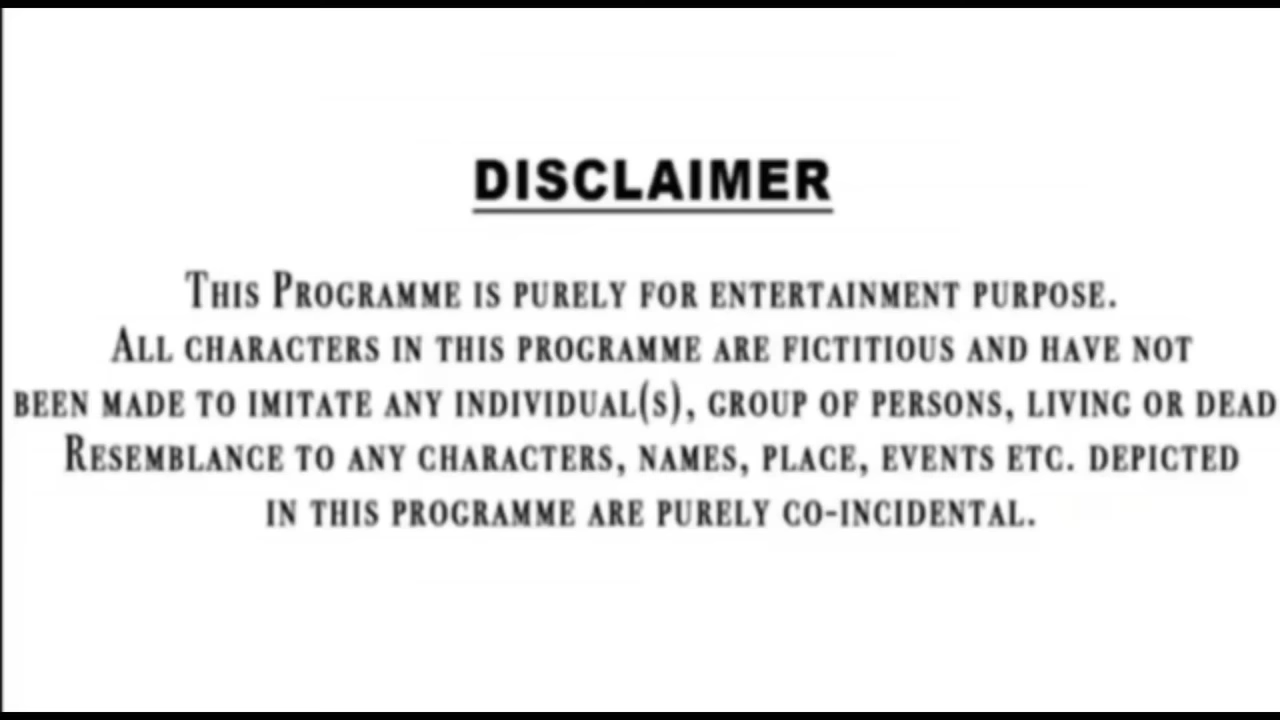 DISCLAIMER
THIS PROGRAMME IS PURELY FOR ENTERTAINMENT PURPOSE.
ALL CHARACTERS IN THIS PROGRAMME ARE FICTITIOUS AND HAVE NOT
BEEN MADE TO IMITATE ANY INDIVIDUAL(S), GROUP OF PERSONS, LIVING OR DEAD
RESEMBLANCE TO ANY CHARACTERS, NAMES, PLACE, EVENTS ETC. DEPICTED
IN THIS PROGRAMME ARE PURELY CO-INCIDENTAL.